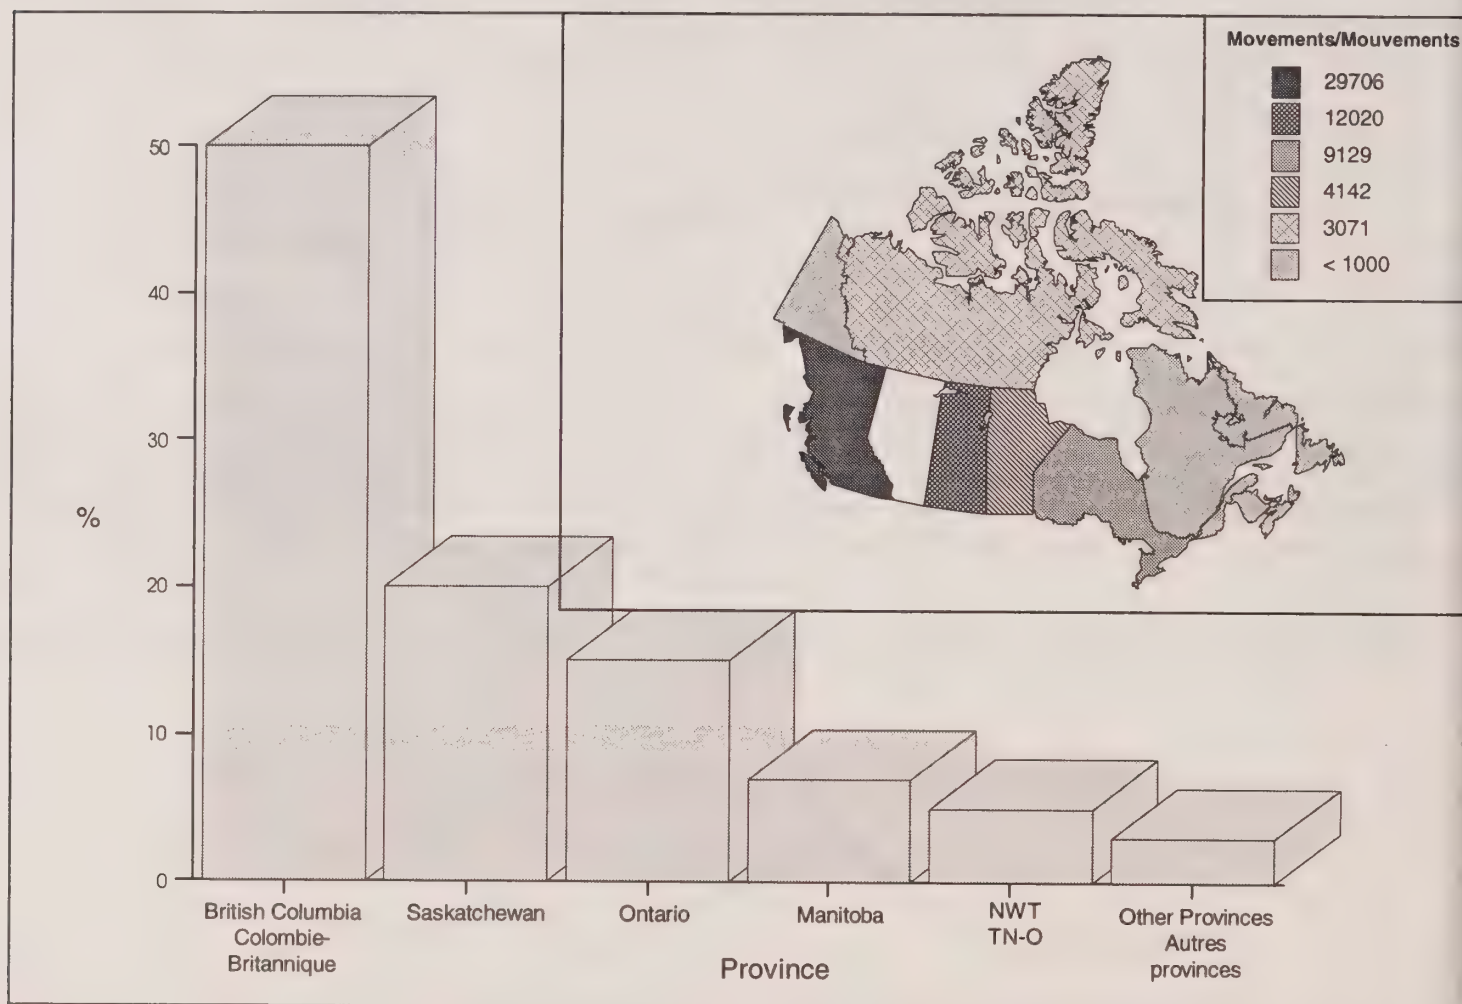 Movements/Mouvements
29706
12020
9129
4142
3071
< 1000
50
40
30
%
20
10
0
British Columbia
Colombie-
Britannique
Saskatchewan
Ontario
Manitoba
NWT
TN-O
Other Provinces
Autres
provinces
Province